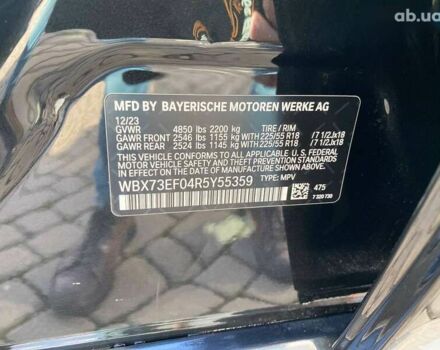 ab.ua
MFD BY BAYERISCHE MOTOREN WERKE AG
12/23
GVWR 4850 lbs 2200 kg TIRE / RIM
GAWR FRONT 2546 lbs 1155 kg WITH 225/55 R18 / 7 1/2Jx18
GAWR REAR 2524 lbs 1145 kg WITH 225/55 R18 / 7 1/2Jx18
THIS VEHICLE CONFORMS TO ALL APPLICABLE U.S. FEDERAL
MOTOR VEHICLE SAFETY AND THEFT PREVENTION STANDARDS
IN EFFECT ON THE DATE OF MANUFACTURE SHOWN ABOVE.
WBX73EF04R5Y55359 TYPE: MPV 475
7 320 730